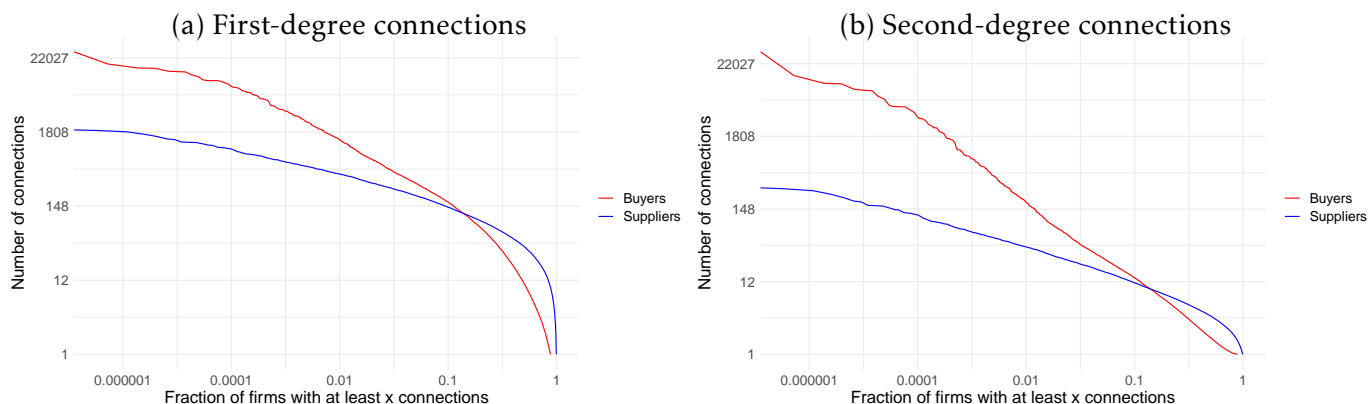 (a) First-degree connections
22027
1808
148
12
1
Number of connections
0.000001 0.0001 0.01 0.1 1
Fraction of firms with at least x connections
Buyers
Suppliers
(b) Second-degree connections
22027
1808
148
12
1
Number of connections
0.000001 0.0001 0.01 0.1 1
Fraction of firms with at least x connections
Buyers
Suppliers